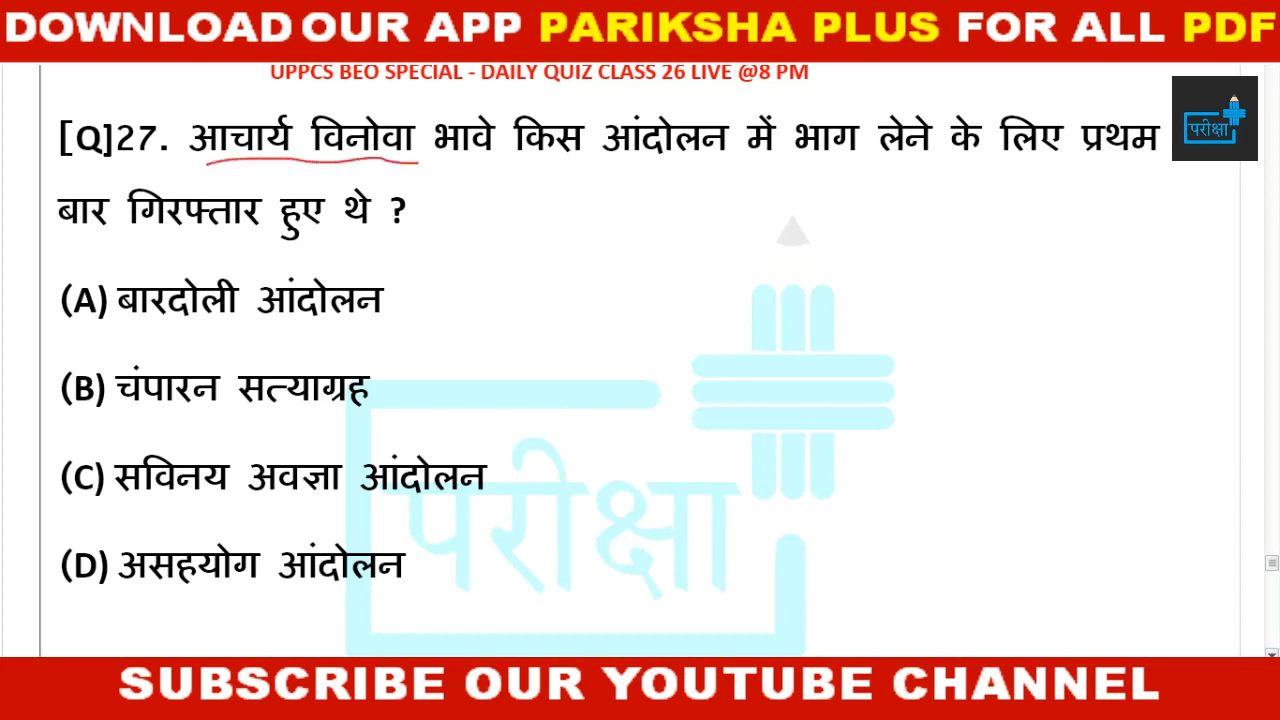 DOWNLOAD OUR APP PARIKSHA PLUS FOR ALL PDF
UPPCS BEO SPECIAL - DAILY QUIZ CLASS 26 LIVE @8 PM
परीक्षा
[Q]27. आचार्य विनोवा भावे किस आंदोलन में भाग लेने के लिए प्रथम
बार गिरफ्तार हुए थे ?
(A) बारदोली आंदोलन
(B) चंपारन सत्याग्रह
(C) सविनय अवज्ञा आंदोलन
(D) असहयोग आंदोलन
परीक्षा
SUBSCRIBE OUR YOUTUBE CHANNEL